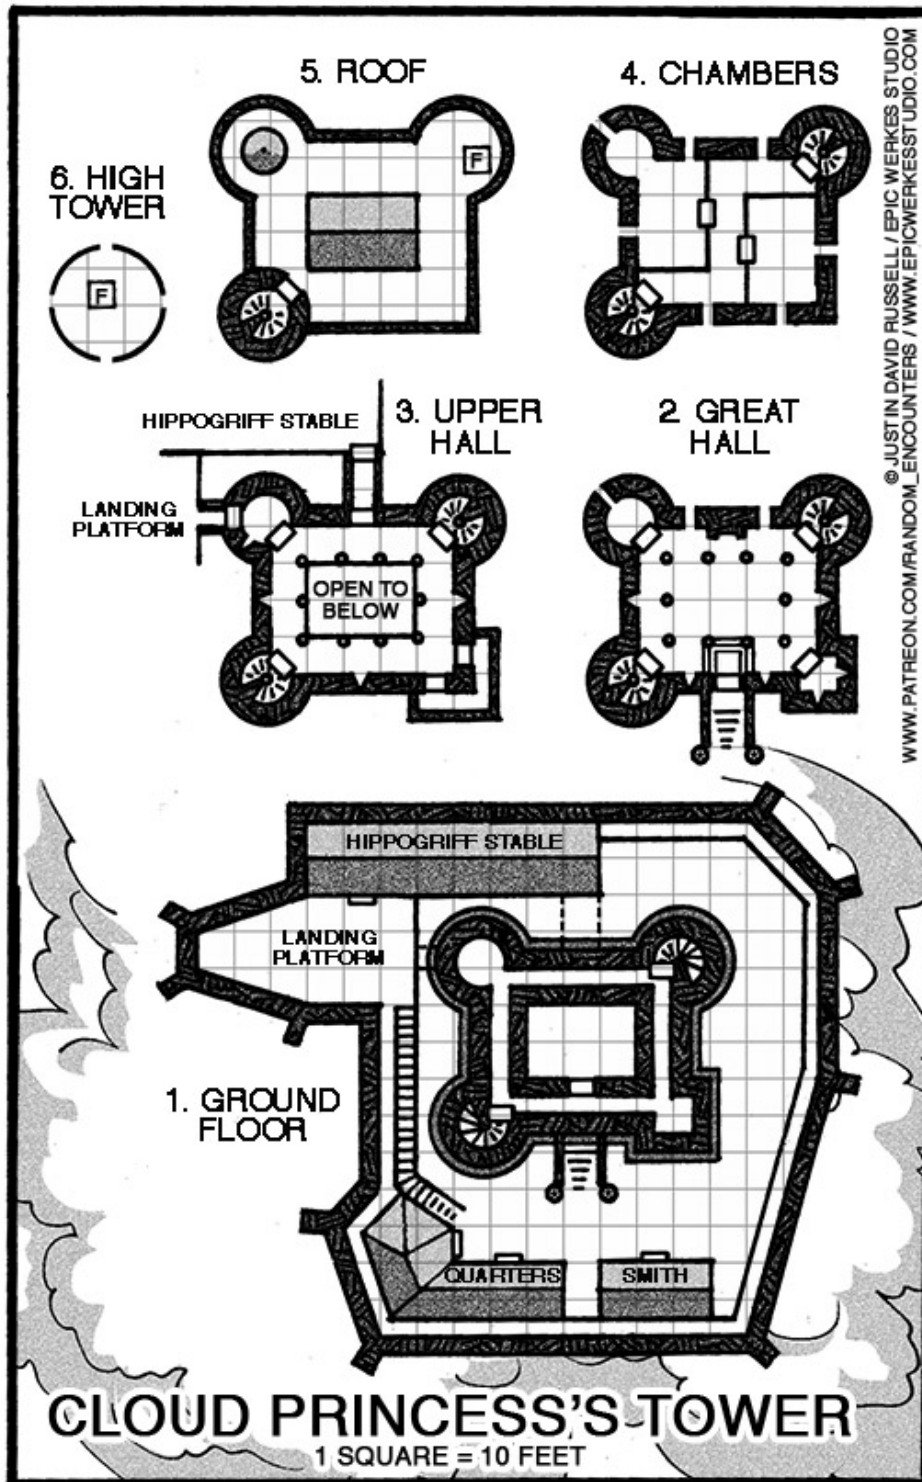 5. ROOF
4. CHAMBERS
6. HIGH
TOWER
F
F
HIPPOGRIFF STABLE
3. UPPER
HALL
2. GREAT
HALL
LANDING
PLATFORM
OPEN TO
BELOW
©JUSTIN DAVID RUSSELL / EPIC WERKES STUDIO
WWW.PATREON.COM/RANDOM_ENCOUNTERS / WWW.EPICWERKESSTUDIO.COM
HIPPOGRIFF STABLE
LANDING
PLATFORM
1. GROUND
FLOOR
QUARTERS
SMITH
CLOUD PRINCESS'S TOWER
1 SQUARE = 10 FEET